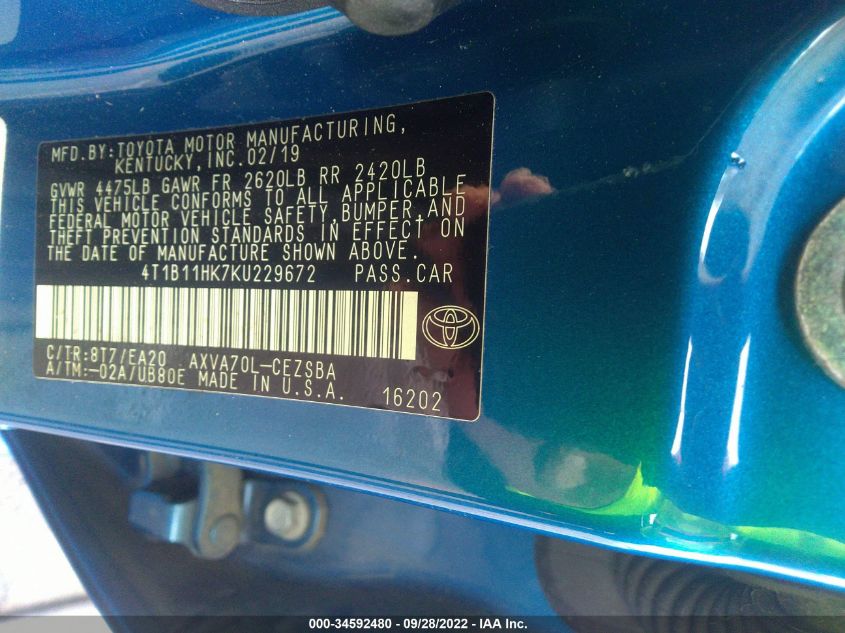 MFD.BY:TOYOTA MOTOR MANUFACTURING,
KENTUCKY,INC.02/19
GVWR 4475LB GAWR FR 2620LB RR 2420LB
THIS VEHICLE CONFORMS TO ALL APPLICABLE
FEDERAL MOTOR VEHICLE SAFETY,BUMPER,AND
THEFT PREVENTION STANDARDS IN EFFECT ON
THE DATE OF MANUFACTURE SHOWN ABOVE.
4T1B11HK7KU229672 PASS.CAR
C/TR:8T7/EA20 AXVA70L-CEZSBA
A/TM:-02A/UB80E MADE IN U.S.A. 16202
000-34592480 - 09/28/2022 - IAA Inc.